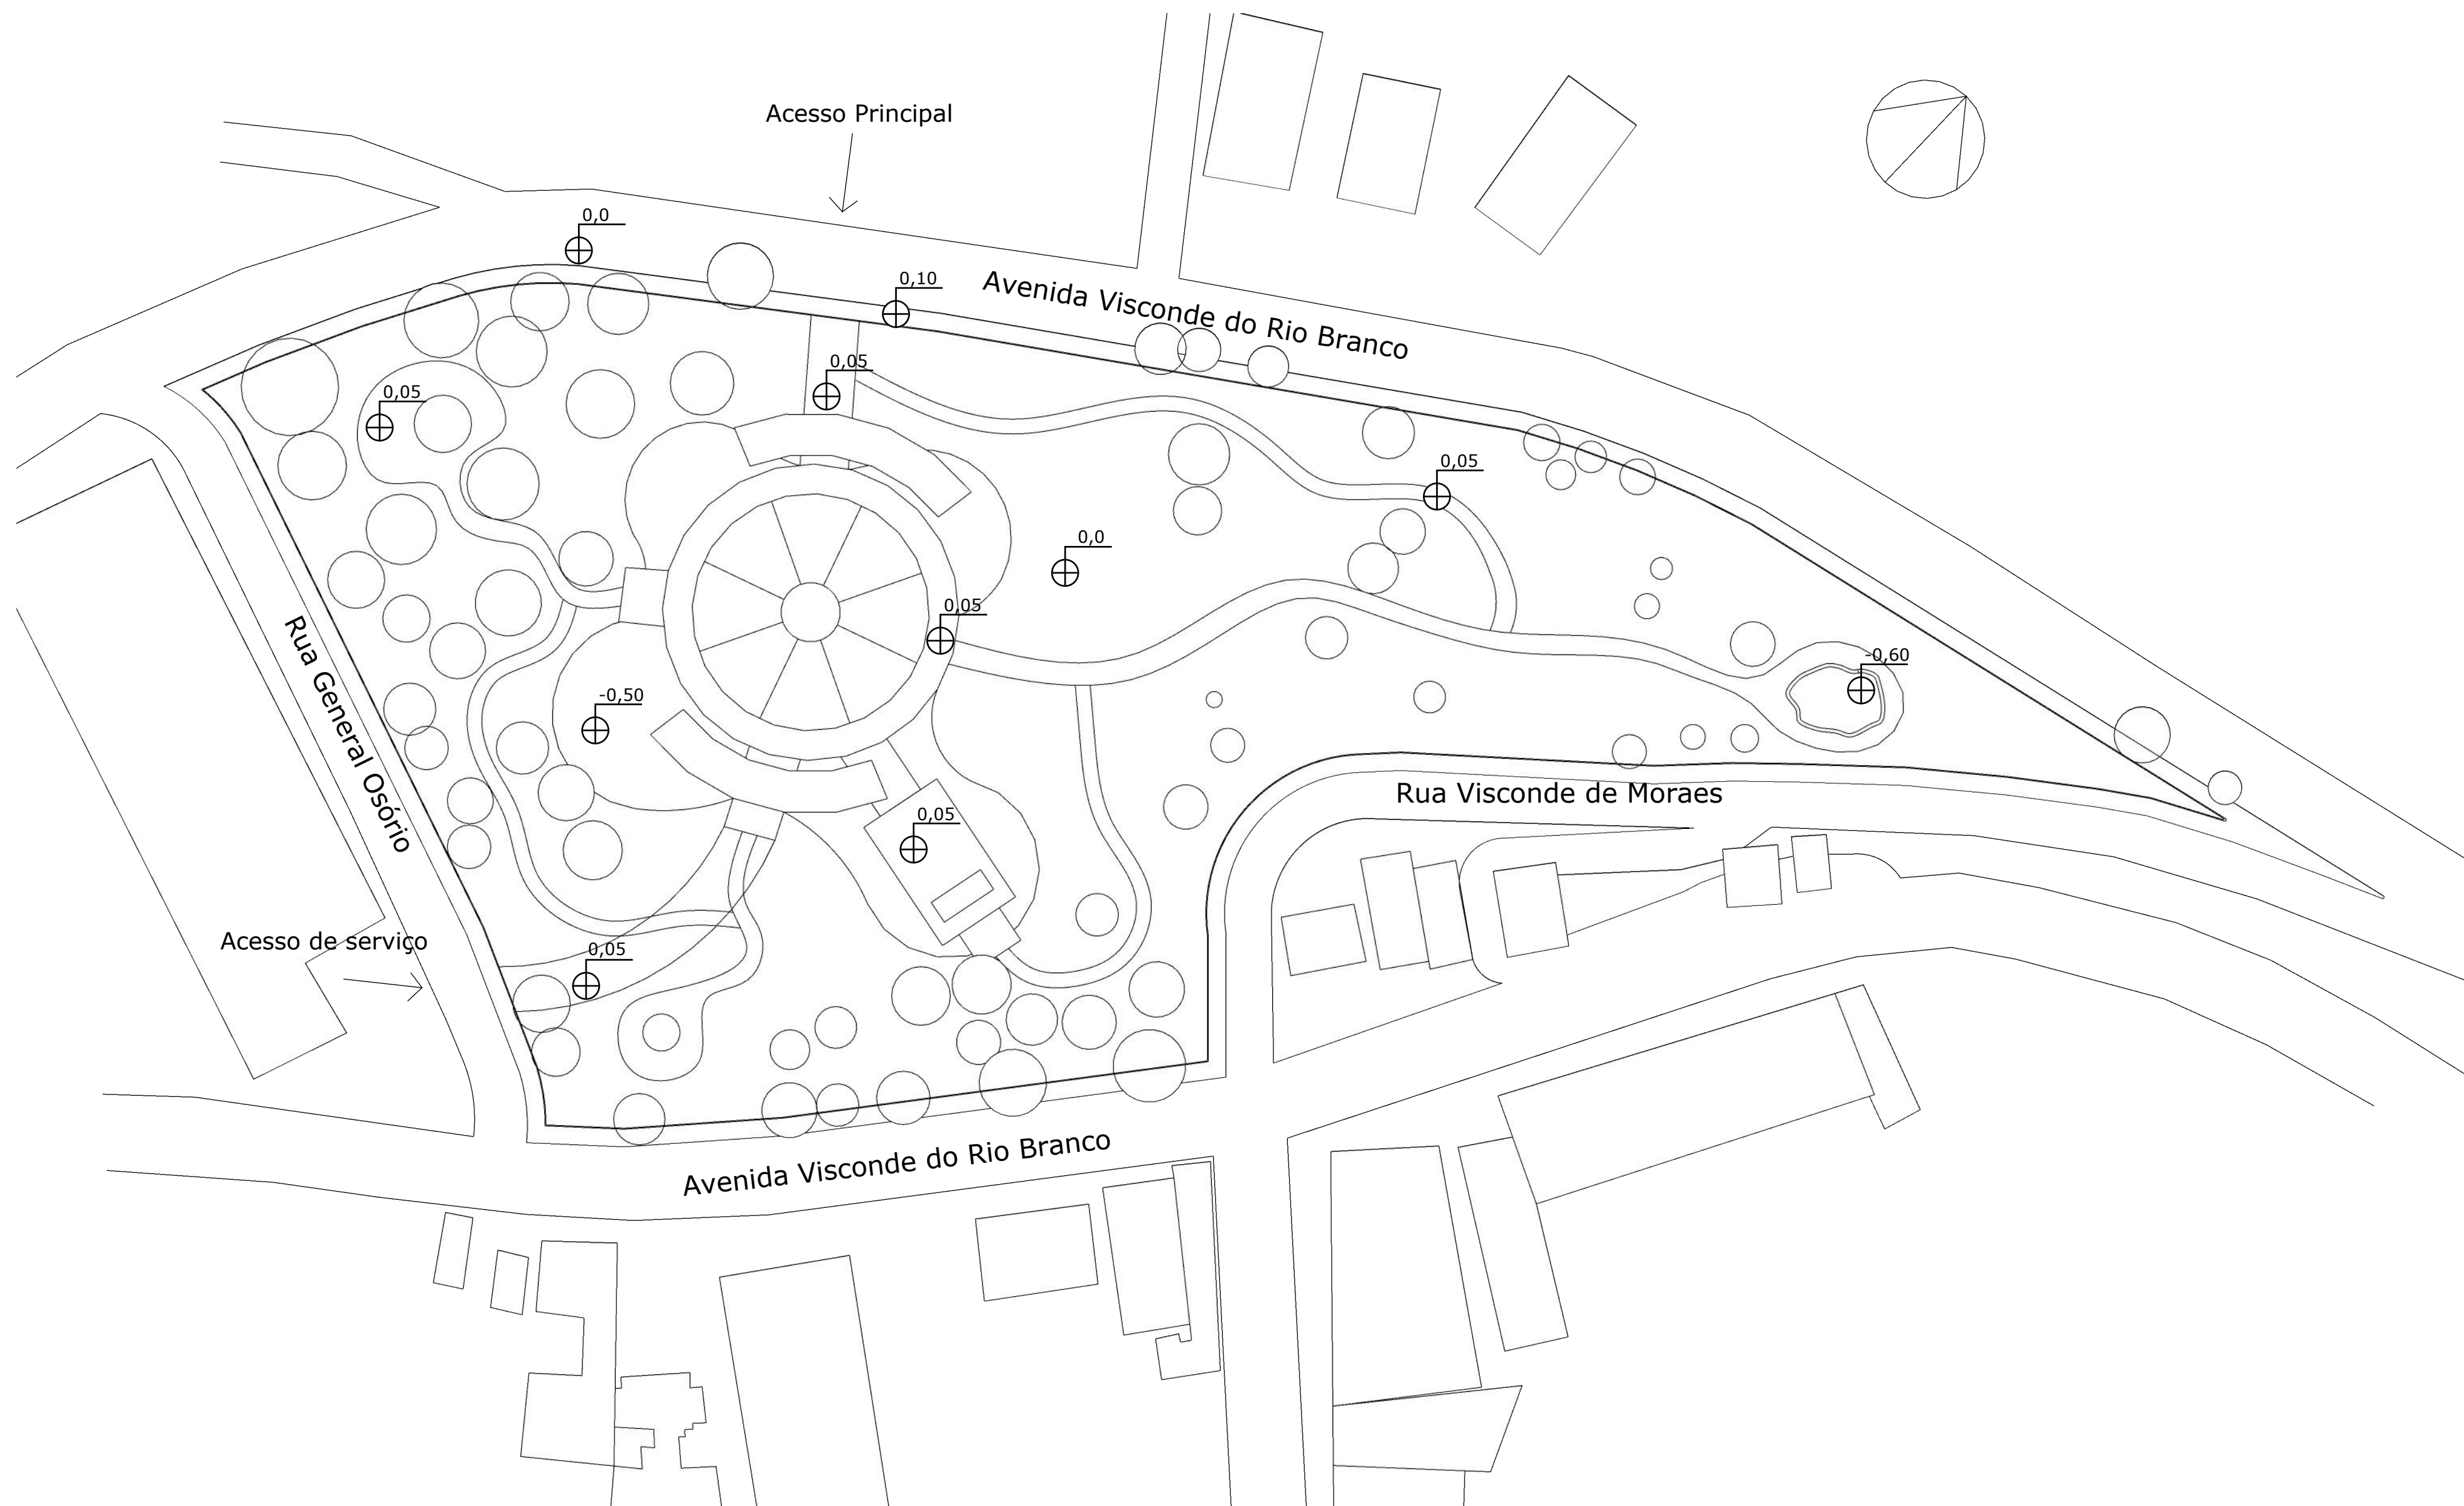 Acesso Principal
0,0
0,10
Avenida Visconde do Rio Branco
0,05
0,05
0,05
0,0
0,05
Rua General Osório
-0,60
-0,50
Rua Visconde de Moraes
0,05
Acesso de serviço
0,05
Avenida Visconde do Rio Branco